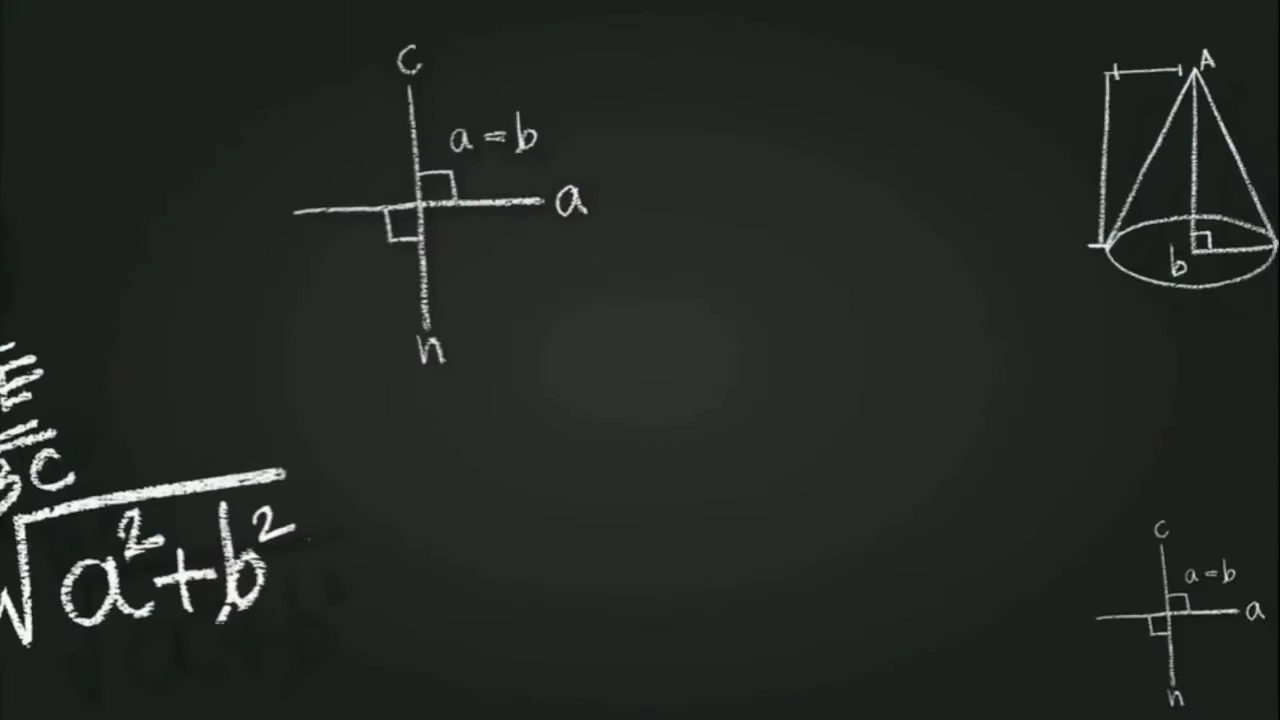 c
a = b
a
n
A
b
E
C
√a²+b²
c
a = b
a
n